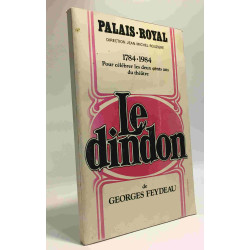 PALAIS-ROYAL
DIRECTION JEAN-MICHEL ROUZIÈRE
1784-1984
Pour célébrer les deux cents ans
du théâtre
le
dindon
de
GEORGES FEYDEAU